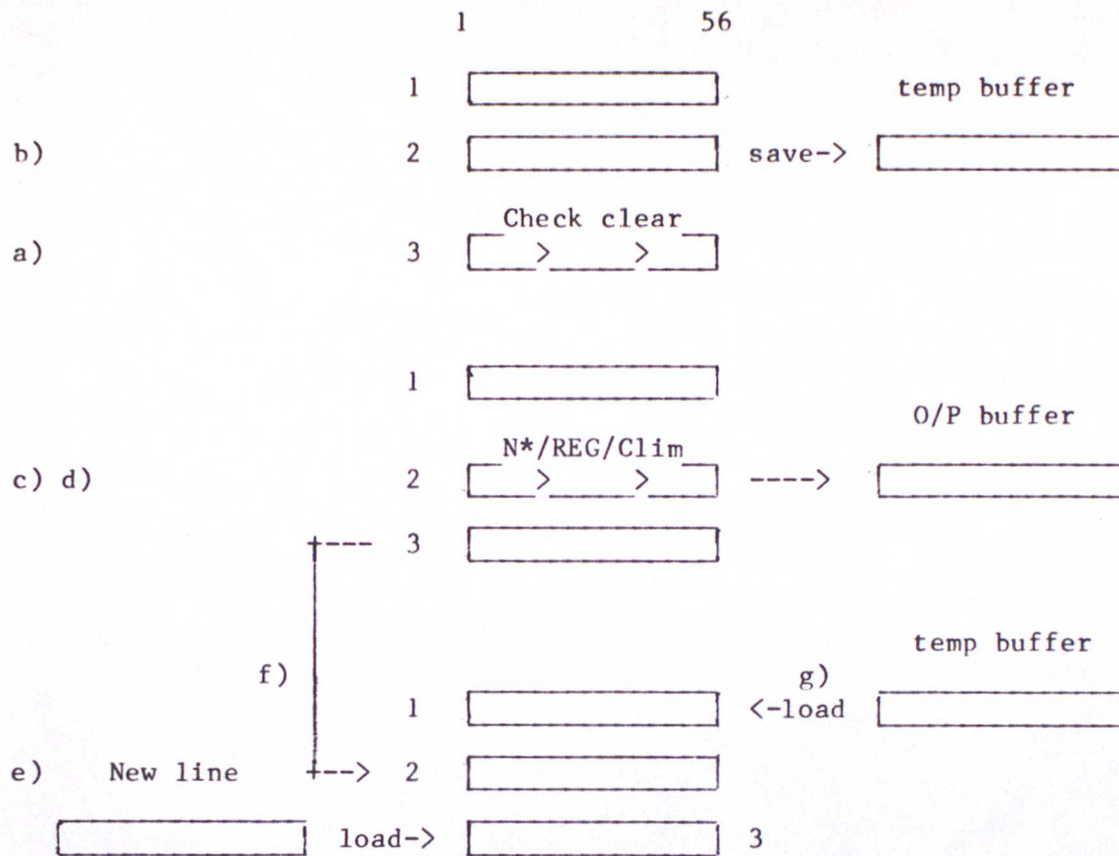 1 56
1 temp buffer
b) 2 save->
Check clear
a) 3 > >
1
O/P buffer
N*/REG/Clim
c) d) 2 > > ---->
+--- 3
temp buffer
f) g)
1 <-load
e) New line +--> 2
load-> 3